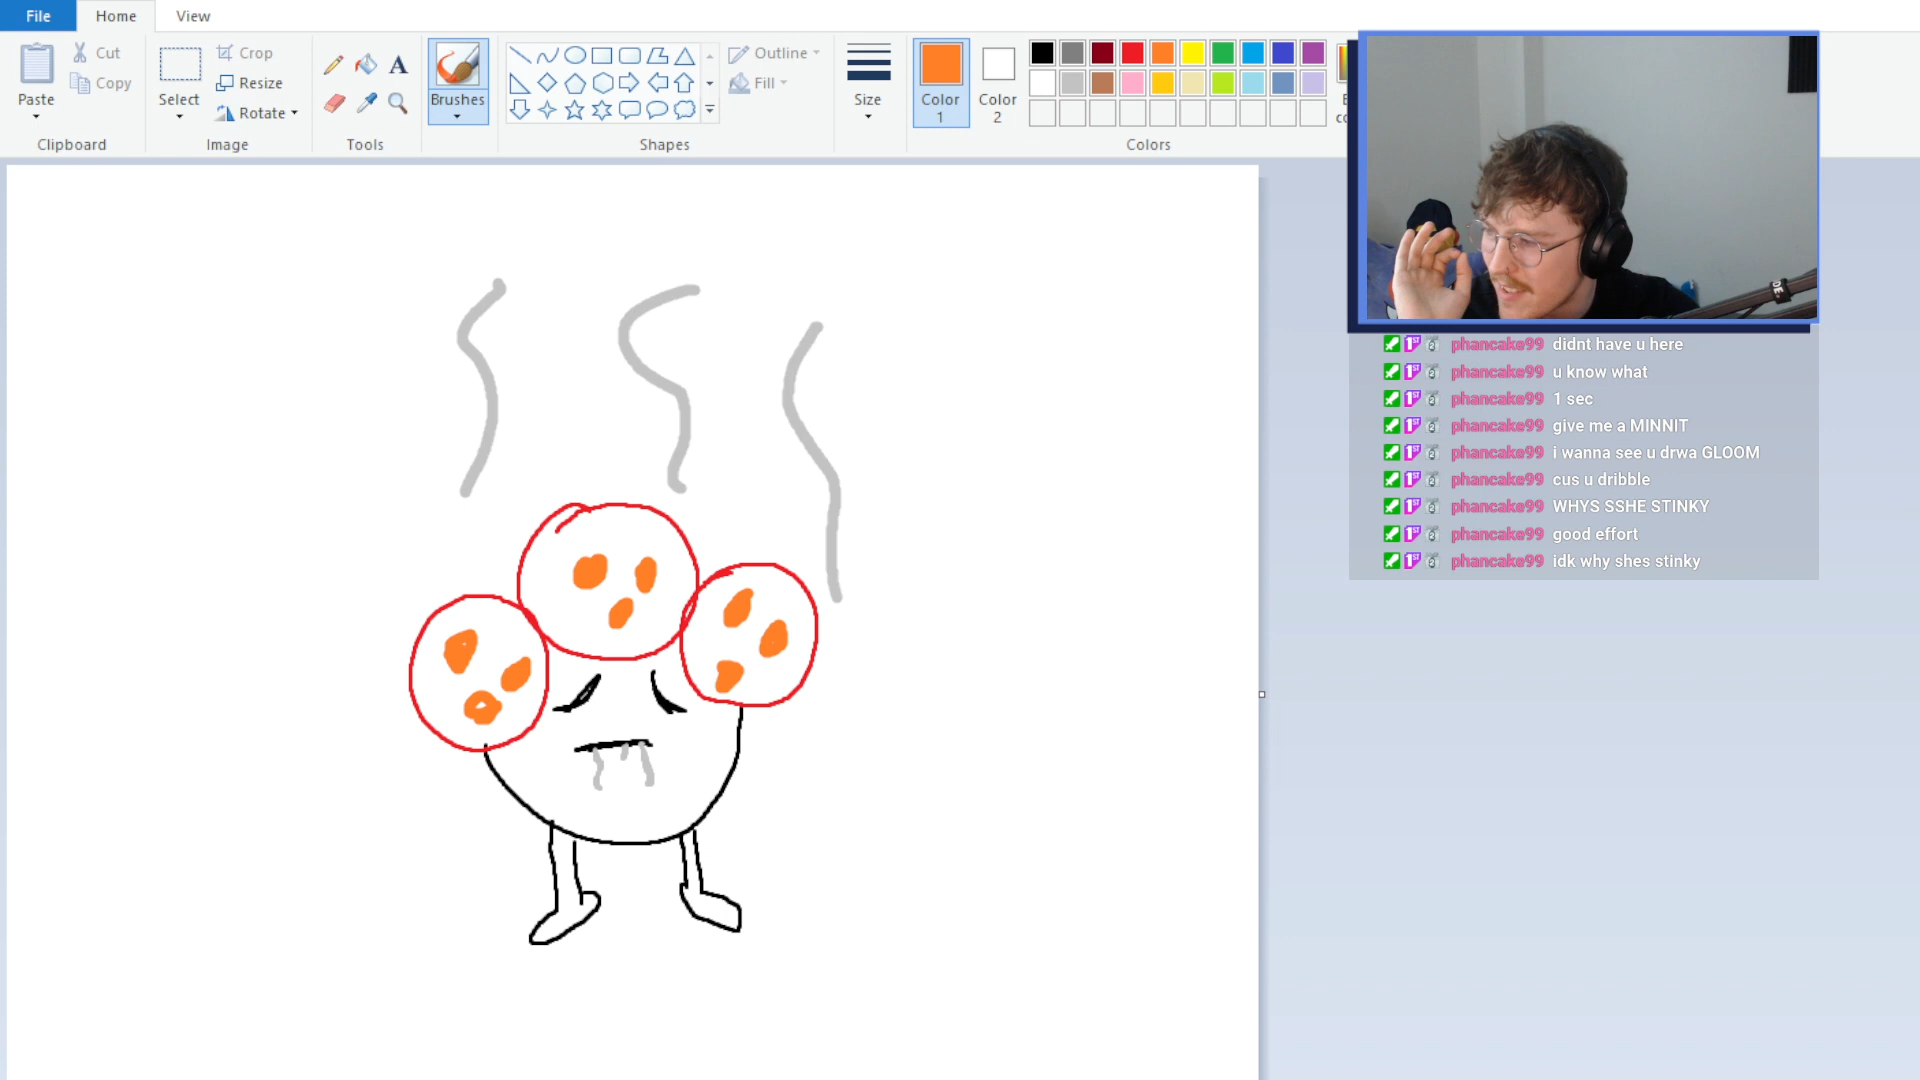 File Home View
Paste
Cut
Copy
Clipboard
Select
Crop
Resize
Rotate
Image
A
Tools
Brushes
Outline
Fill
Shapes
Size
Color 1
Color 2
Colors
phancake99 didnt have u here
phancake99 u know what
phancake99 1 sec
phancake99 give me a MINNIT
phancake99 i wanna see u drwa GLOOM
phancake99 cus u dribble
phancake99 WHYS SSHE STINKY
phancake99 good effort
phancake99 idk why shes stinky